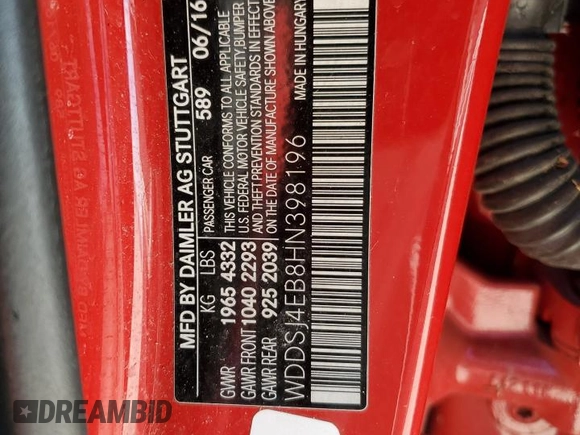 MFD BY DAIMLER AG STUTTGART
KG LBS PASSENGER CAR 589 06/16
GVWR 1965 4332 THIS VEHICLE CONFORMS TO ALL APPLICABLE
GAWR FRONT 1040 2293 U.S. FEDERAL MOTOR VEHICLE SAFETY, BUMPER
GAWR REAR 925 2039 AND THEFT PREVENTION STANDARDS IN EFFECT
ON THE DATE OF MANUFACTURE SHOWN ABOVE
WDDSJ4EB8HN398196 MADE IN HUNGARY
DREAMBID